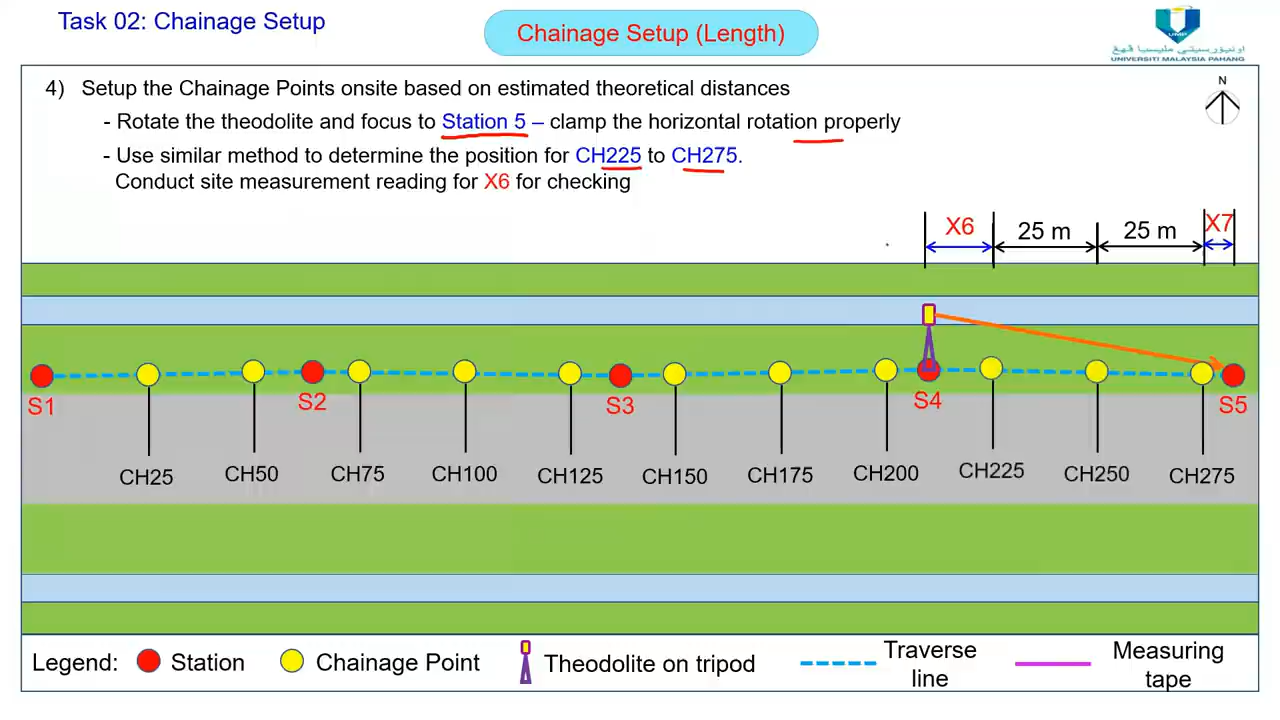 Task 02: Chainage Setup
Chainage Setup (Length)
UMP
اونيۏرسيتي مليسيا ڤهڠ
UNIVERSITI MALAYSIA PAHANG
4) Setup the Chainage Points onsite based on estimated theoretical distances
- Rotate the theodolite and focus to Station 5 – clamp the horizontal rotation properly
- Use similar method to determine the position for CH225 to CH275.
Conduct site measurement reading for X6 for checking
N
X6 25 m 25 m X7
S1 S2 S3 S4 S5
CH25 CH50 CH75 CH100 CH125 CH150 CH175 CH200 CH225 CH250 CH275
Legend: Station Chainage Point Theodolite on tripod Traverse line Measuring tape